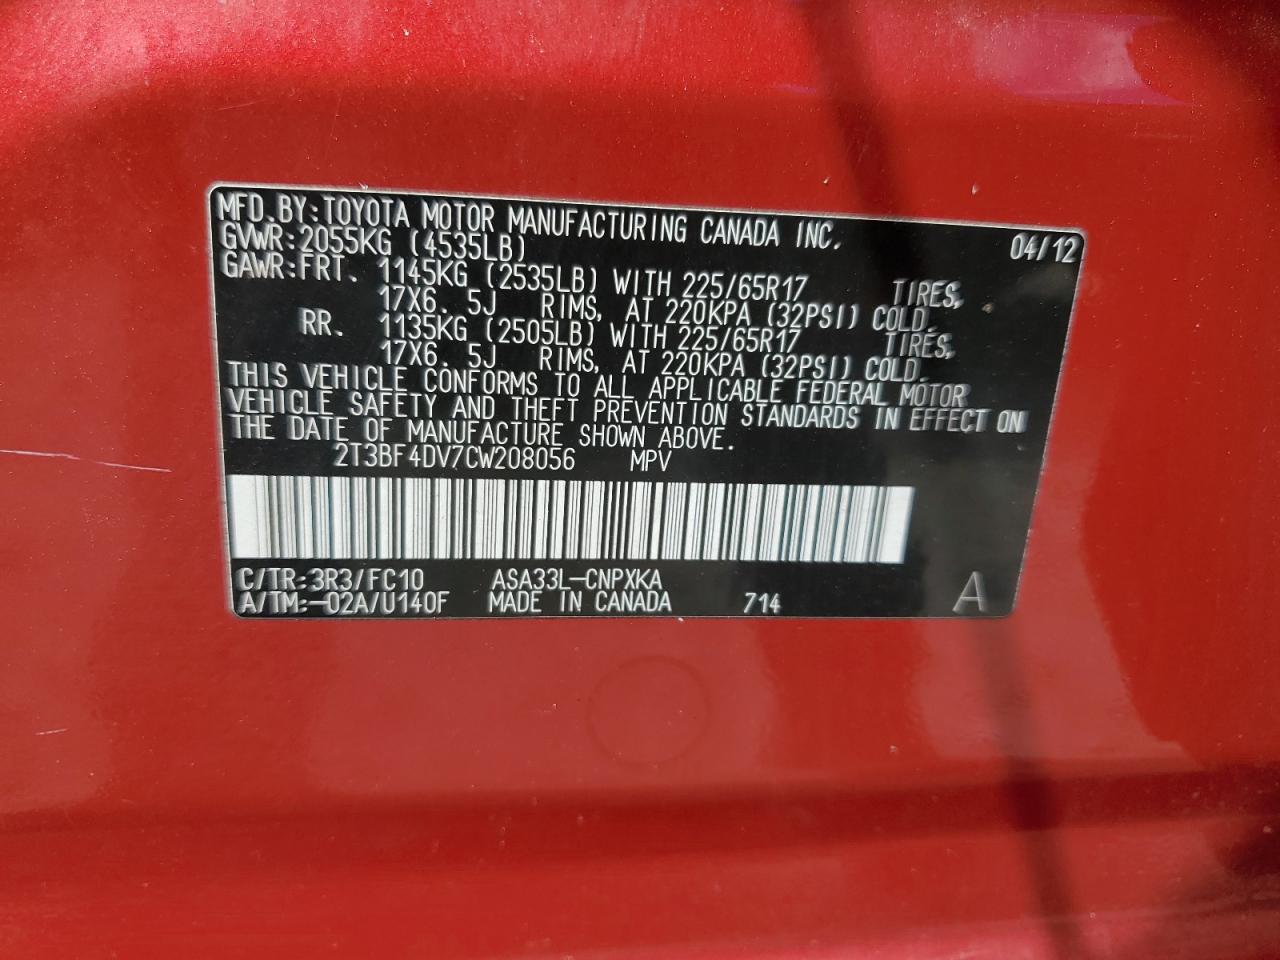 MFD.BY:TOYOTA MOTOR MANUFACTURING CANADA INC.
GVWR:2055KG (4535LB) 04/12
GAWR:FRT. 1145KG (2535LB) WITH 225/65R17 TIRES,
17X6. 5J RIMS, AT 220KPA (32PSI) COLD.
RR. 1135KG (2505LB) WITH 225/65R17 TIRES,
17X6. 5J RIMS, AT 220KPA (32PSI) COLD.
THIS VEHICLE CONFORMS TO ALL APPLICABLE FEDERAL MOTOR
VEHICLE SAFETY AND THEFT PREVENTION STANDARDS IN EFFECT ON
THE DATE OF MANUFACTURE SHOWN ABOVE.
2T3BF4DV7CW208056 MPV
C/TR:3R3/FC10 ASA33L-CNPXKA
A/TM:-02A/U140F MADE IN CANADA 714 A